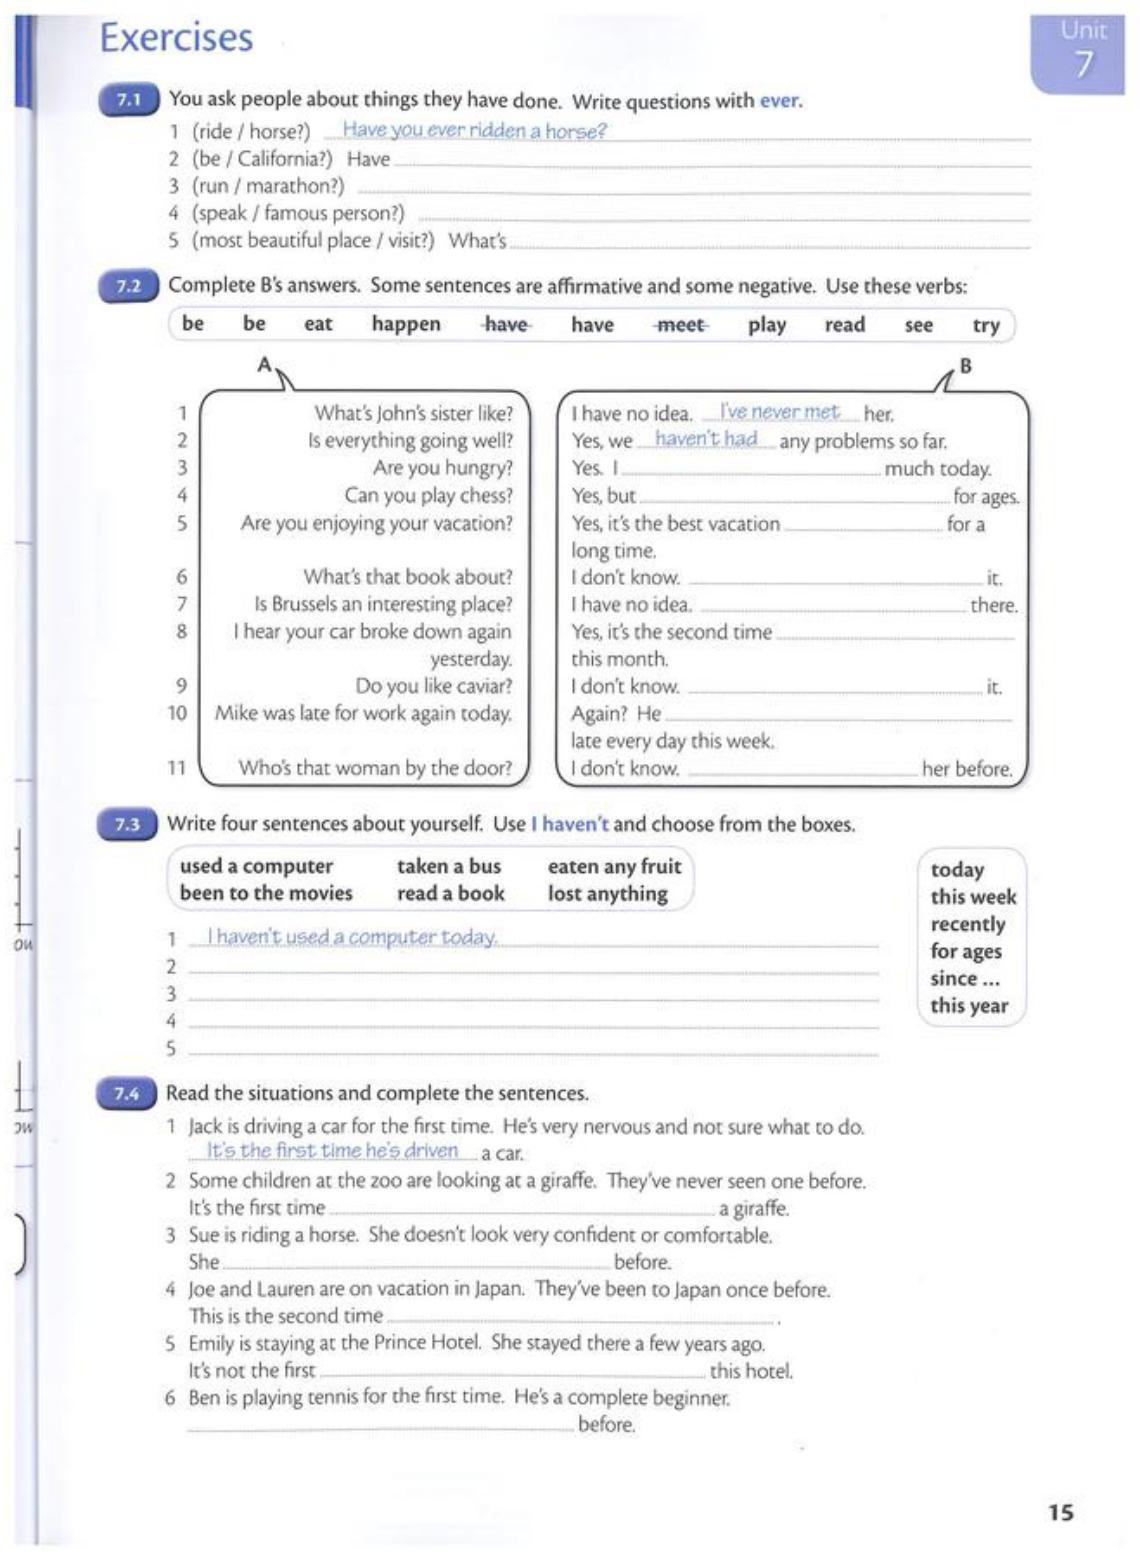 Exercises
Unit
7
7.1 You ask people about things they have done. Write questions with ever.
1 (ride / horse?) Have you ever ridden a horse?
2 (be / California?) Have
3 (run / marathon?)
4 (speak / famous person?)
5 (most beautiful place / visit?) What's
7.2 Complete B's answers. Some sentences are affirmative and some negative. Use these verbs:
be be eat happen have have meet play read see try
A B
1 What's John's sister like? I have no idea. I've never met her.
2 Is everything going well? Yes, we haven't had any problems so far.
3 Are you hungry? Yes. I much today.
4 Can you play chess? Yes, but for ages.
5 Are you enjoying your vacation? Yes, it's the best vacation for a
long time.
6 What's that book about? I don't know. it.
7 Is Brussels an interesting place? I have no idea. there.
8 I hear your car broke down again Yes, it's the second time
yesterday. this month.
9 Do you like caviar? I don't know. it.
10 Mike was late for work again today. Again? He
late every day this week.
11 Who's that woman by the door? I don't know. her before.
7.3 Write four sentences about yourself. Use I haven't and choose from the boxes.
used a computer taken a bus eaten any fruit
been to the movies read a book lost anything
today
this week
recently
for ages
since ...
this year
1 I haven't used a computer today.
2
3
4
5
7.4 Read the situations and complete the sentences.
1 Jack is driving a car for the first time. He's very nervous and not sure what to do.
It's the first time he's driven a car.
2 Some children at the zoo are looking at a giraffe. They've never seen one before.
It's the first time a giraffe.
3 Sue is riding a horse. She doesn't look very confident or comfortable.
She before.
4 Joe and Lauren are on vacation in Japan. They've been to Japan once before.
This is the second time .
5 Emily is staying at the Prince Hotel. She stayed there a few years ago.
It's not the first this hotel.
6 Ben is playing tennis for the first time. He's a complete beginner.
before.
15